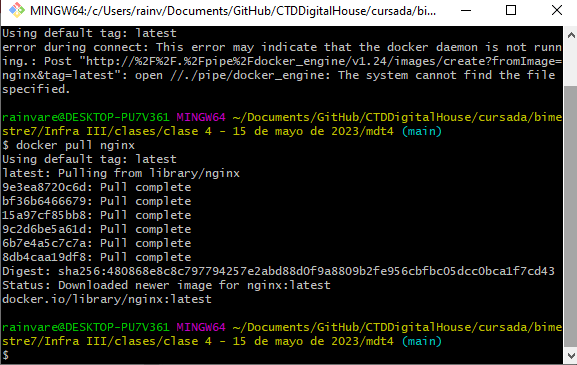 MINGW64:/c/Users/rainv/Documents/GitHub/CTDDigitalHouse/cursada/bi...
Using default tag: latest
error during connect: This error may indicate that the docker daemon is not runn
ing.: Post "http://%2F%2F.%2Fpipe%2Fdocker_engine/v1.24/images/create?fromImage=
nginx&tag=latest": open //./pipe/docker_engine: The system cannot find the file
specified.
rainvare@DESKTOP-PU7V361 MINGW64 ~/Documents/GitHub/CTDDigitalHouse/cursada/bime
stre7/Infra III/clases/clase 4 - 15 de mayo de 2023/mdt4 (main)
$ docker pull nginx
Using default tag: latest
latest: Pulling from library/nginx
9e3ea8720c6d: Pull complete
bf36b6466679: Pull complete
15a97cf85bb8: Pull complete
9c2d6be5a61d: Pull complete
6b7e4a5c7c7a: Pull complete
8db4caa19df8: Pull complete
Digest: sha256:480868e8c8c797794257e2abd88d0f9a8809b2fe956cbfbc05dcc0bca1f7cd43
Status: Downloaded newer image for nginx:latest
docker.io/library/nginx:latest
rainvare@DESKTOP-PU7V361 MINGW64 ~/Documents/GitHub/CTDDigitalHouse/cursada/bime
stre7/Infra III/clases/clase 4 - 15 de mayo de 2023/mdt4 (main)
$